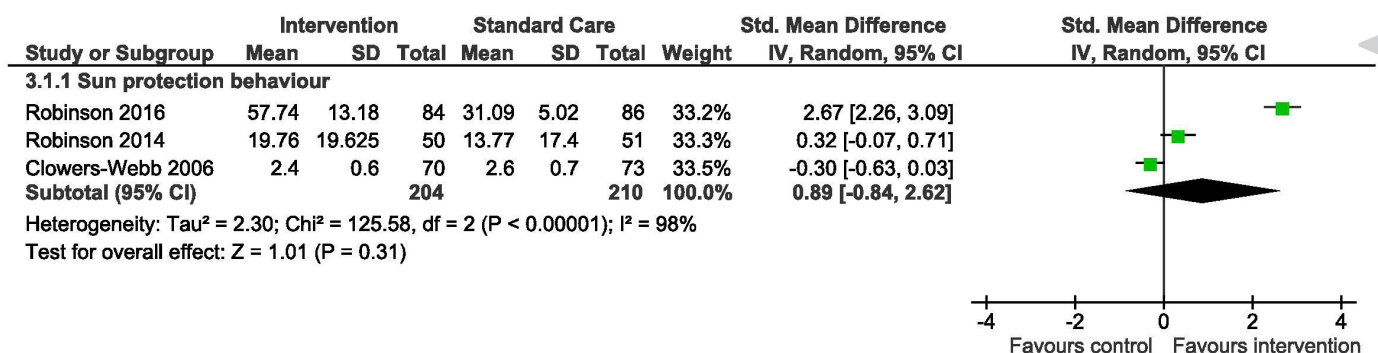 Intervention Standard Care Std. Mean Difference Std. Mean Difference
Study or Subgroup Mean SD Total Mean SD Total Weight IV, Random, 95% CI IV, Random, 95% CI
3.1.1 Sun protection behaviour
Robinson 2016 57.74 13.18 84 31.09 5.02 86 33.2% 2.67 [2.26, 3.09]
Robinson 2014 19.76 19.625 50 13.77 17.4 51 33.3% 0.32 [-0.07, 0.71]
Clowers-Webb 2006 2.4 0.6 70 2.6 0.7 73 33.5% -0.30 [-0.63, 0.03]
Subtotal (95% CI) 204 210 100.0% 0.89 [-0.84, 2.62]
Heterogeneity: Tau² = 2.30; Chi² = 125.58, df = 2 (P < 0.00001); I² = 98%
Test for overall effect: Z = 1.01 (P = 0.31)
-4 -2 0 2 4
Favours control Favours intervention